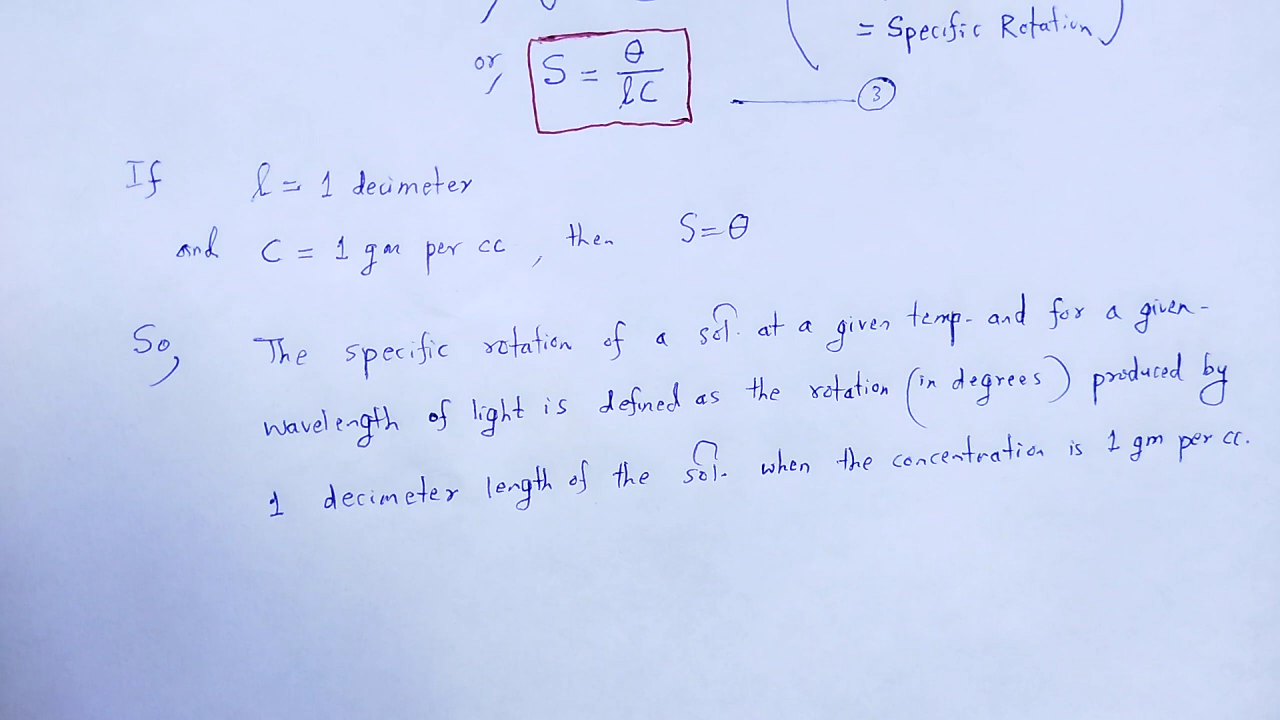 = Specific Rotation)
or, S = θ/lC
3
If l = 1 decimeter
and C = 1 gm per cc, then S=θ
So, The specific rotation of a sol. at a given temp. and for a given-
wavelength of light is defined as the rotation (in degrees) produced by
1 decimeter length of the sol. when the concentration is 1 gm per cc.